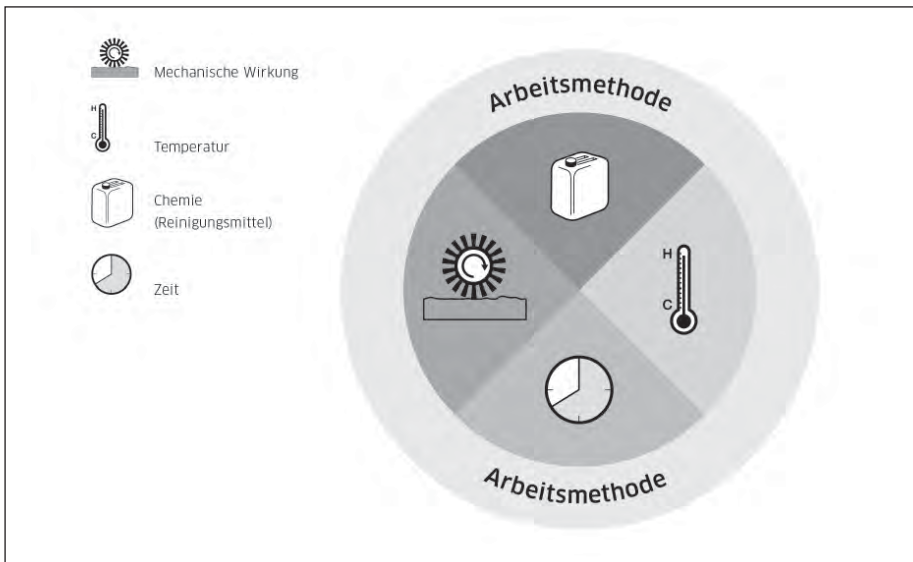 Mechanische Wirkung
Temperatur
Chemie
(Reinigungsmittel)
Zeit
Arbeitsmethode
H
C
H
C
Arbeitsmethode